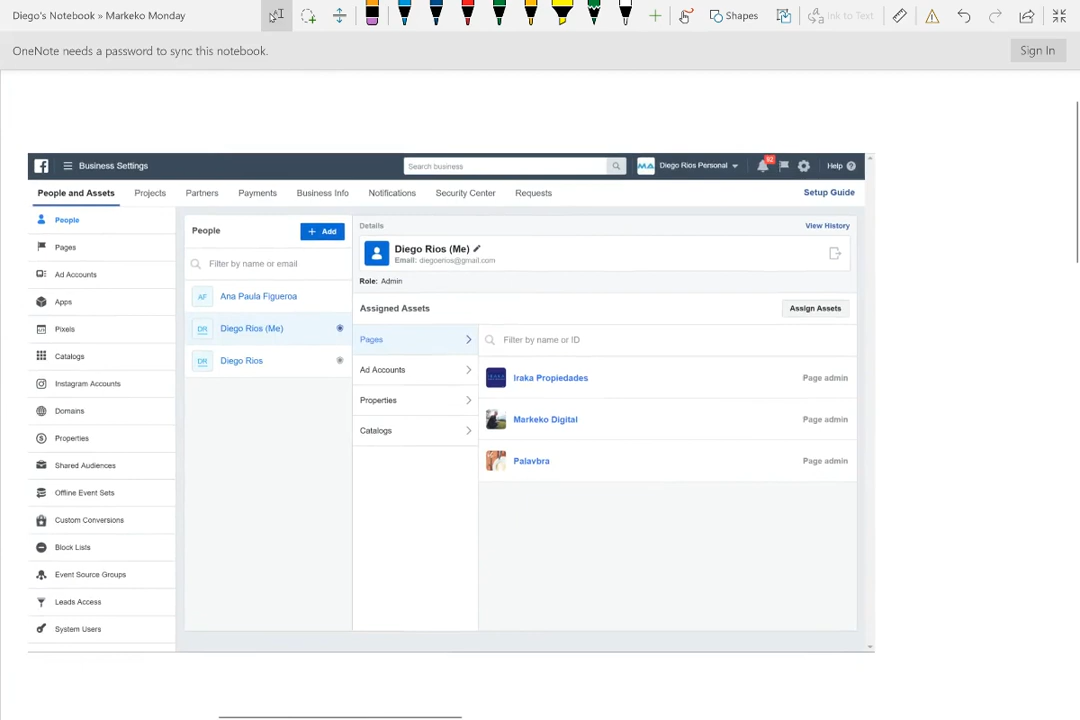 Diego's Notebook » Markeko Monday
Shapes
Ink to Text
OneNote needs a password to sync this notebook.
Sign In
Business Settings
Search business
Diego Rios Personal
Help
People and Assets
Projects
Partners
Payments
Business Info
Notifications
Security Center
Requests
Setup Guide
People
Pages
Ad Accounts
Apps
Pixels
Catalogs
Instagram Accounts
Domains
Properties
Shared Audiences
Offline Event Sets
Custom Conversions
Block Lists
Event Source Groups
Leads Access
System Users
People
+ Add
Filter by name or email
AF Ana Paula Figueroa
DR Diego Rios (Me)
DR Diego Rios
Details
View History
Diego Rios (Me)
Email: diegoerios@gmail.com
Role: Admin
Assigned Assets
Assign Assets
Pages
Ad Accounts
Properties
Catalogs
Filter by name or ID
Iraka Propiedades
Page admin
Markeko Digital
Page admin
Palavbra
Page admin